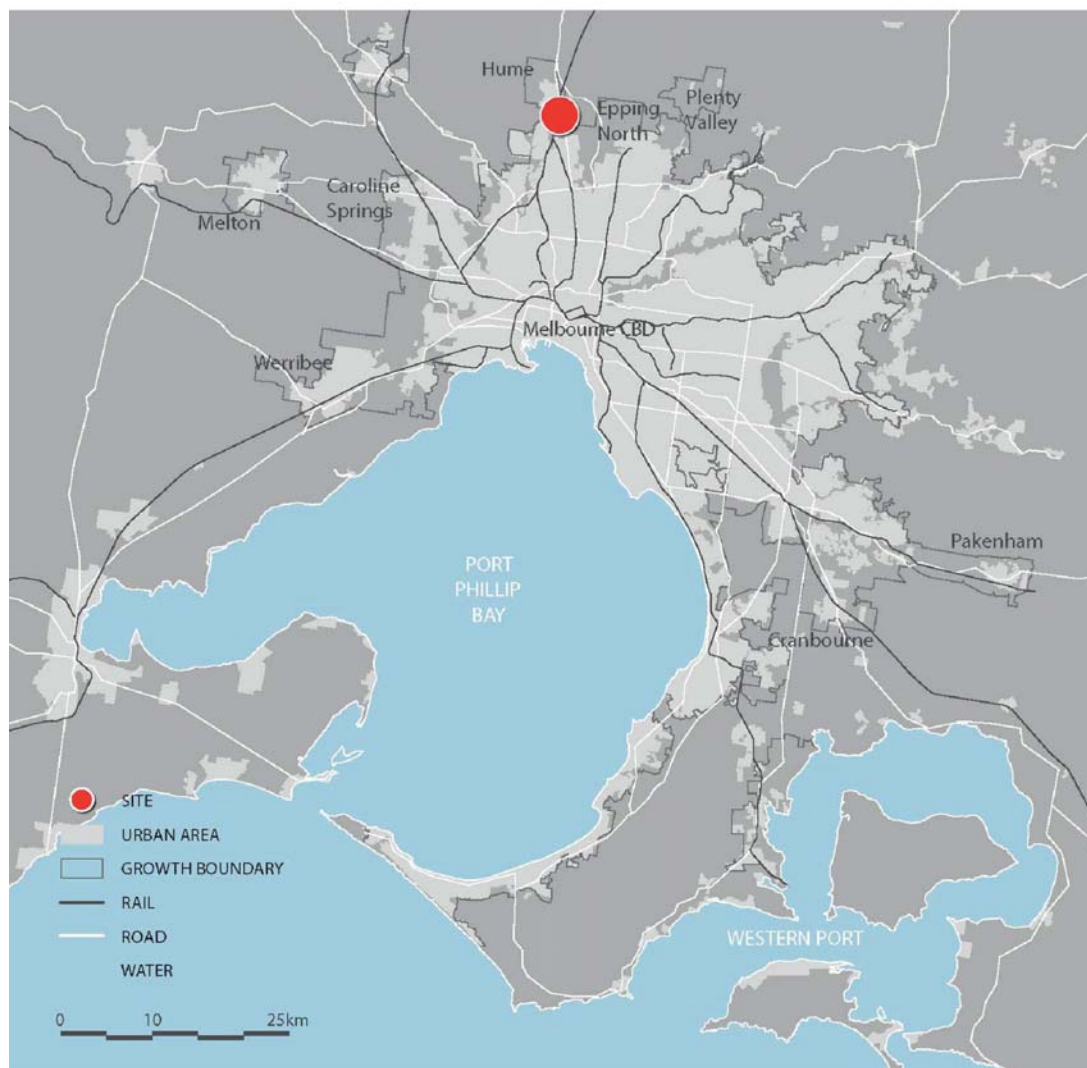 Hume
Epping
North
Plenty
Valley
Caroline
Springs
Melton
Melbourne CBD
Werribee
PORT
PHILLIP
BAY
Pakenham
Cranbourne
WESTERN PORT
SITE
URBAN AREA
GROWTH BOUNDARY
RAIL
ROAD
WATER
0 10 25km